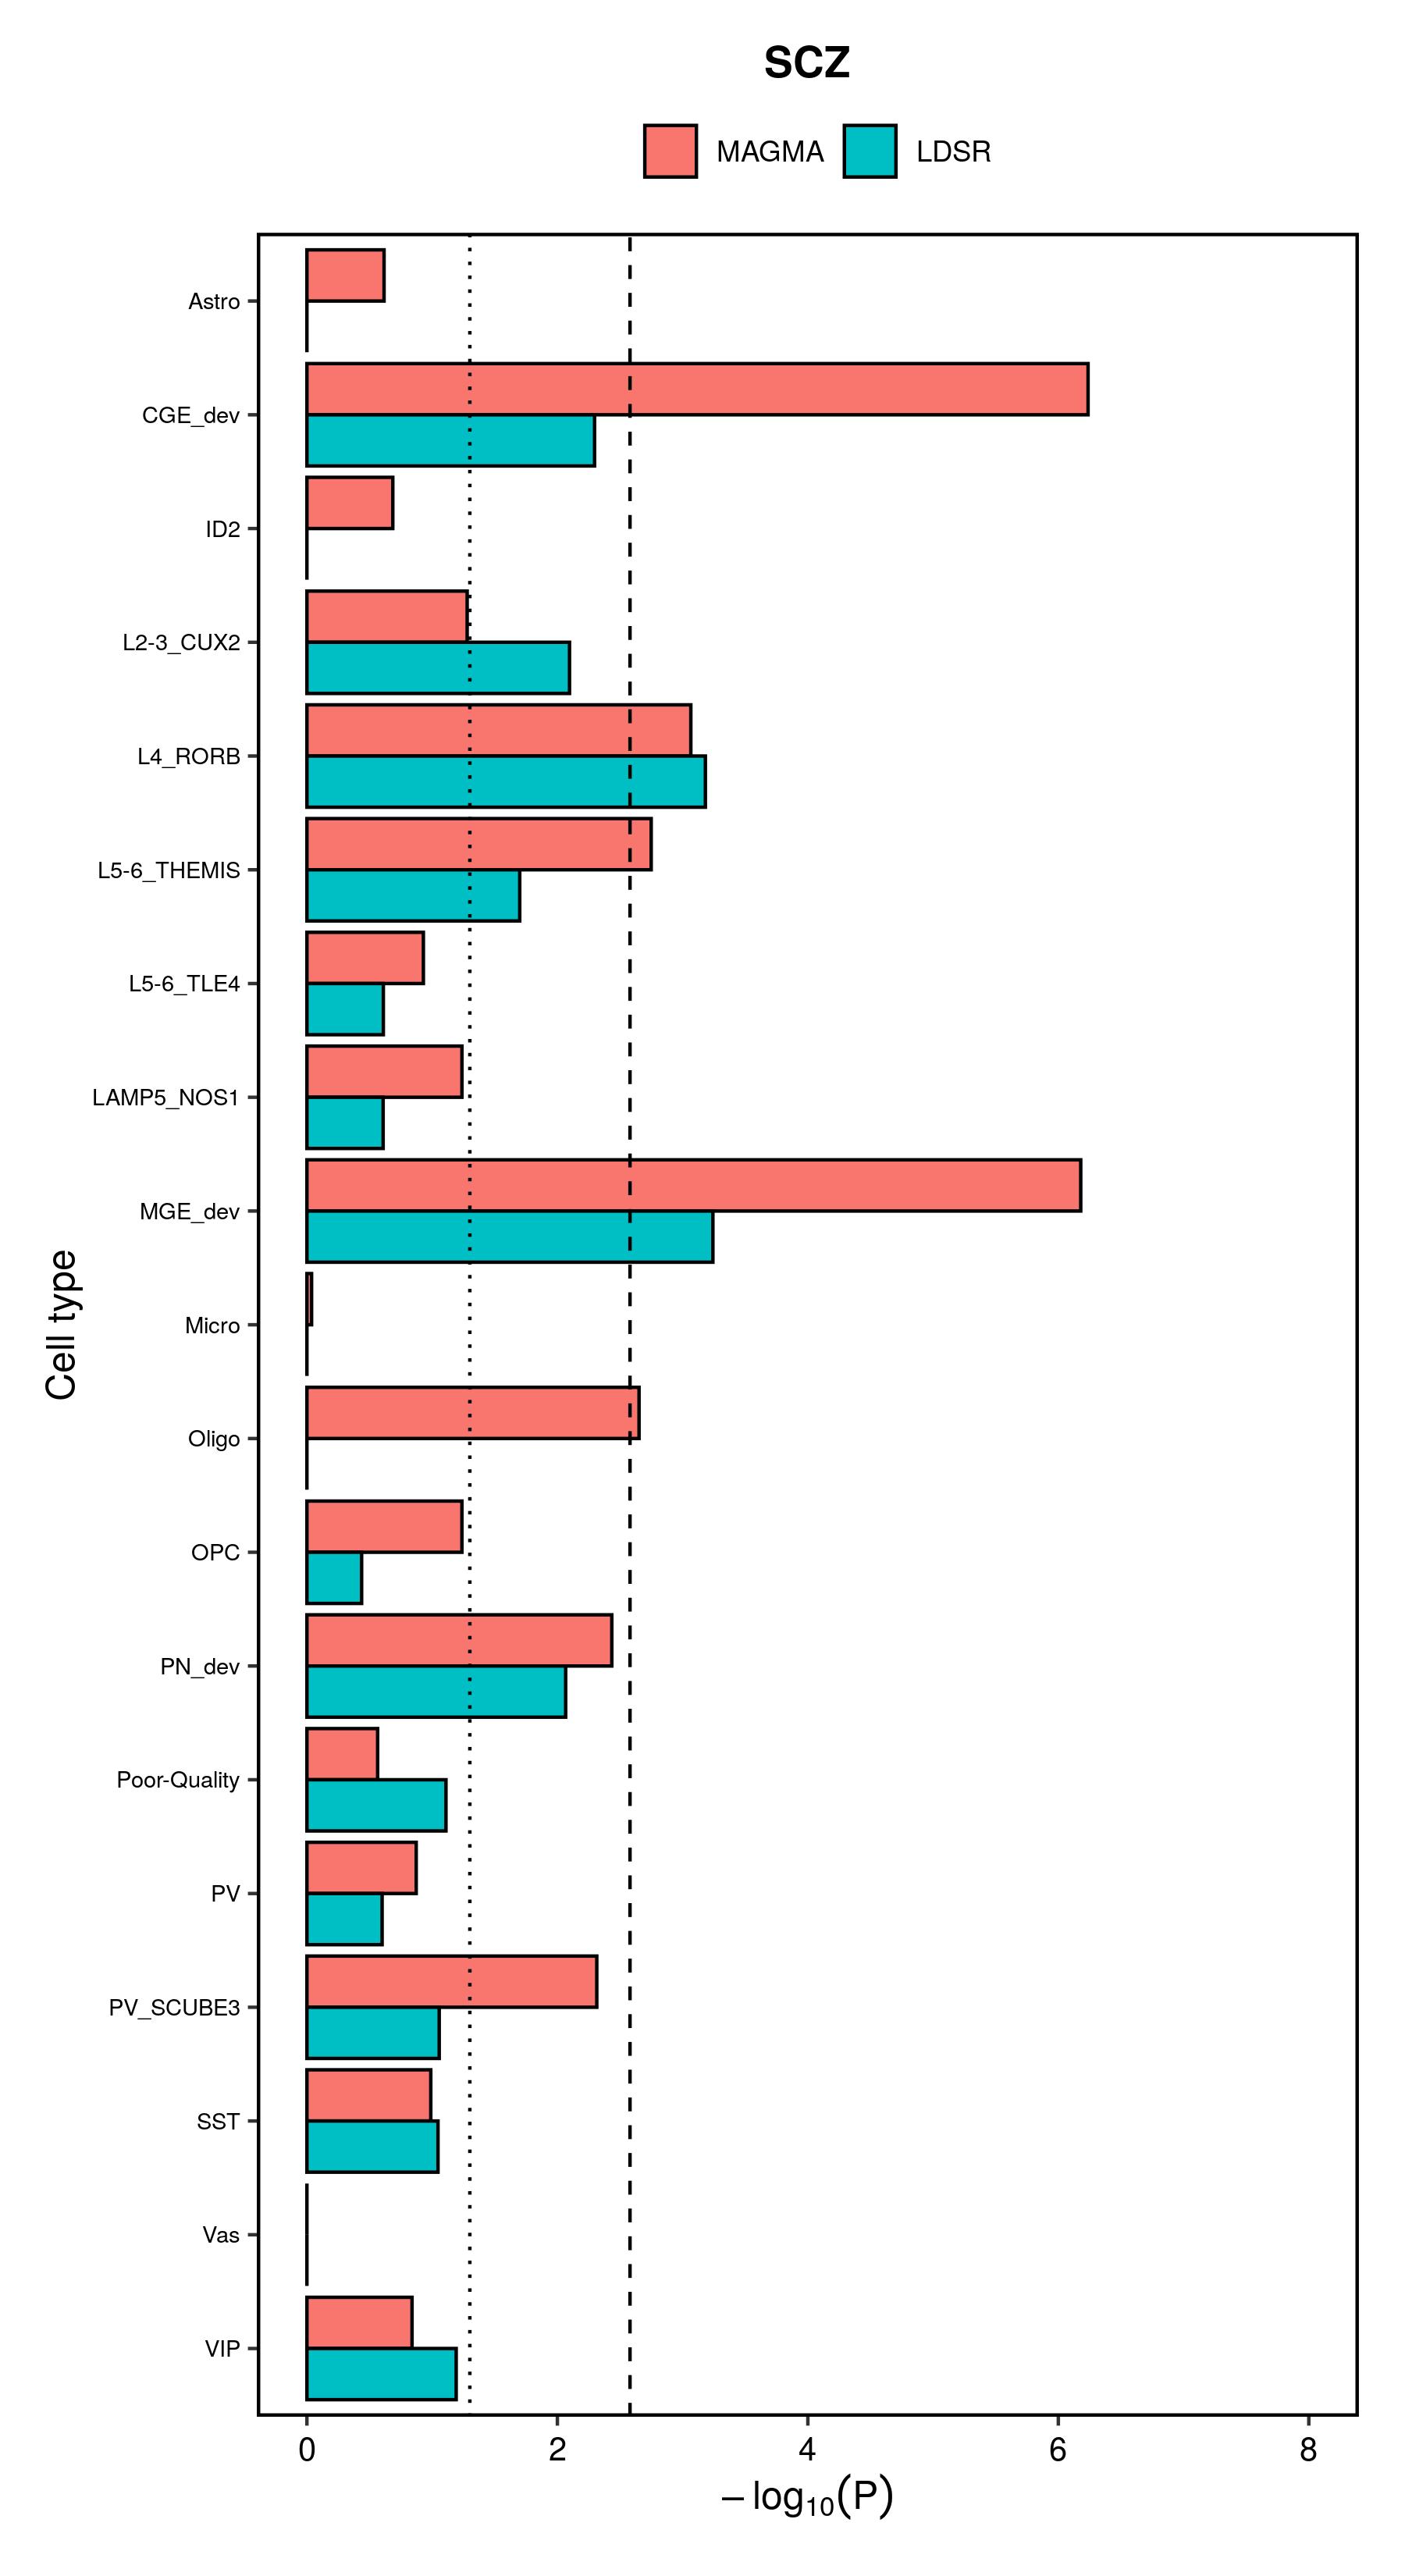 SCZ
MAGMA LDSR
Astro
CGE_dev
ID2
L2-3_CUX2
L4_RORB
L5-6_THEMIS
L5-6_TLE4
LAMP5_NOS1
MGE_dev
Micro
Oligo
OPC
PN_dev
Poor-Quality
PV
PV_SCUBE3
SST
Vas
VIP
Cell type
0 2 4 6 8
− log₁₀(P)